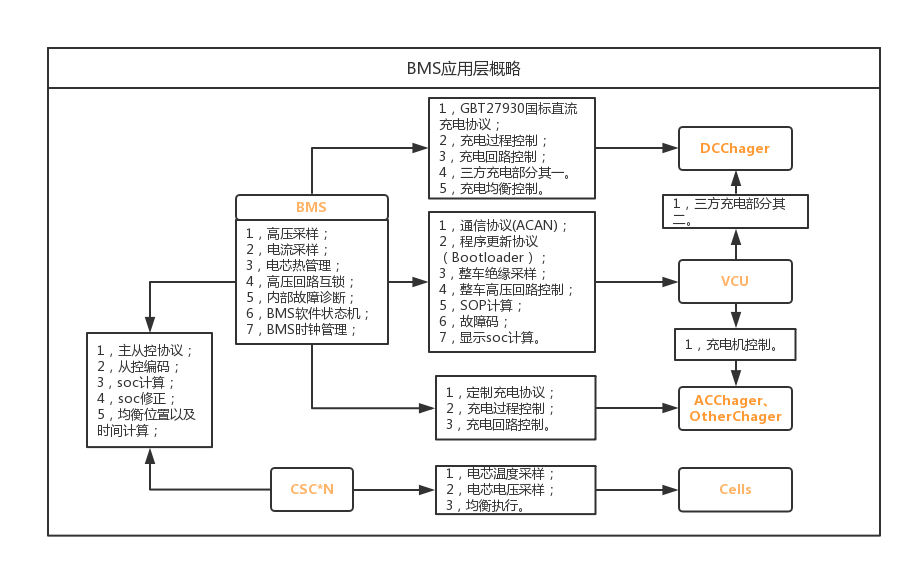 BMS应用层概略
1，GBT27930国标直流
充电协议；
2，充电过程控制；
3，充电回路控制；
4，三方充电部分其一。
5，充电均衡控制。
DCChager
BMS
1，高压采样；
2，电流采样；
3，电芯热管理；
4，高压回路互锁；
5，内部故障诊断；
6，BMS软件状态机；
7，BMS时钟管理；
1，通信协议(ACAN)；
2，程序更新协议
（Bootloader）；
3，整车绝缘采样；
4，整车高压回路控制；
5，SOP计算；
6，故障码；
7，显示soc计算。
1，三方充电部分其
二。
VCU
1，充电机控制。
1，主从控协议；
2，从控编码；
3，soc计算；
4，soc修正；
5，均衡位置以及
时间计算；
1，定制充电协议；
2，充电过程控制；
3，充电回路控制。
ACChager、
OtherChager
CSC*N
1，电芯温度采样；
2，电芯电压采样；
3，均衡执行。
Cells